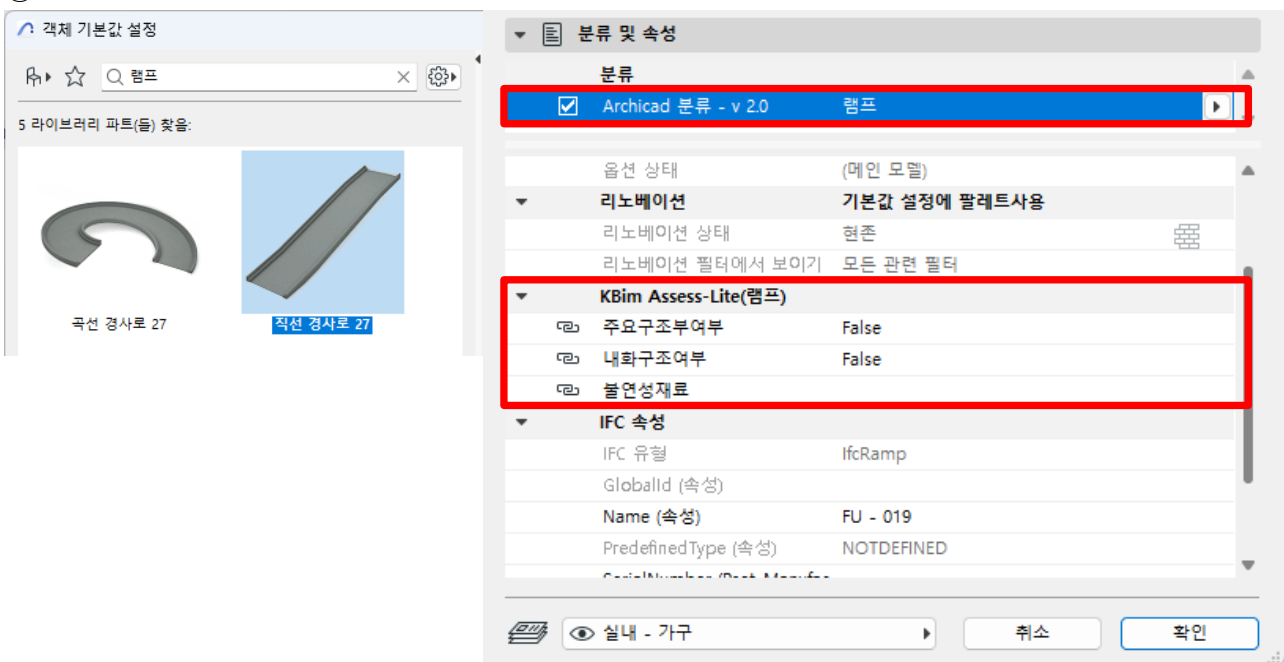 객체 기본값 설정
램프
5 라이브러리 파트(들) 찾음:
곡선 경사로 27
직선 경사로 27
분류 및 속성
분류
Archicad 분류 - v 2.0 램프
옵션 상태 (메인 모델)
리노베이션 기본값 설정에 팔레트사용
리노베이션 상태 현존
리노베이션 필터에서 보이기 모든 관련 필터
KBim Assess-Lite(램프)
주요구조부여부 False
내화구조여부 False
불연성재료
IFC 속성
IFC 유형 IfcRamp
GlobalId (속성)
Name (속성) FU - 019
PredefinedType (속성) NOTDEFINED
실내 - 가구
취소
확인